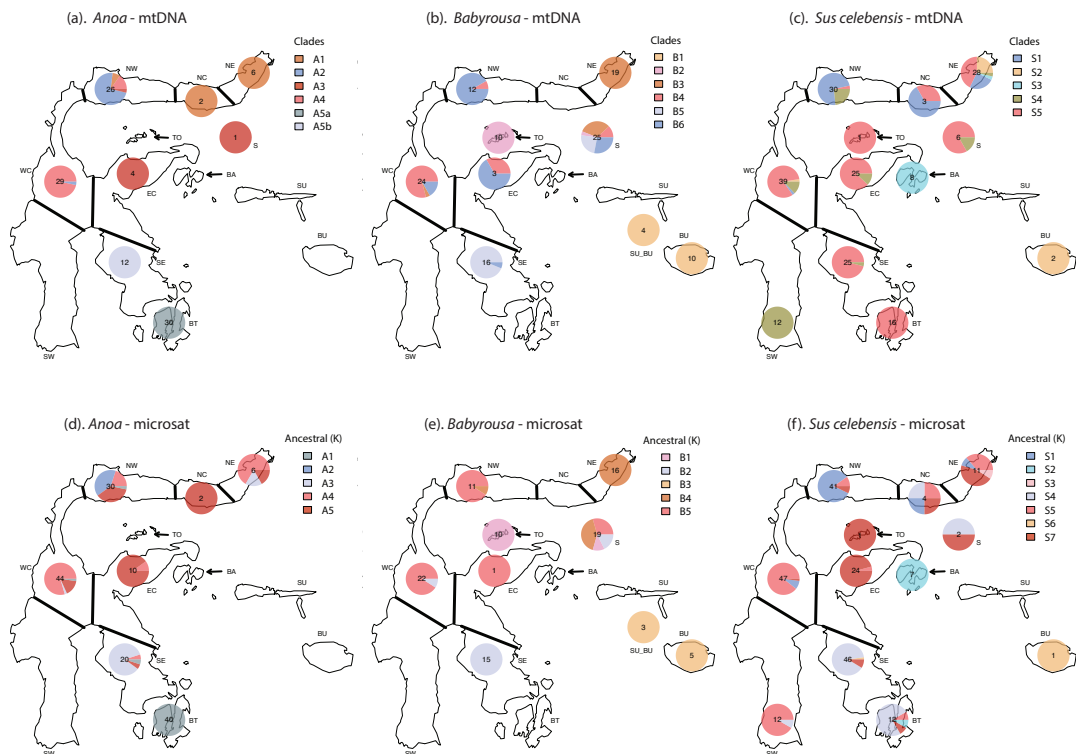 (a). Anoa - mtDNA
Clades
A1
A2
A3
A4
A5a
A5b
NW
26
NC
2
NE
6
TO
1
S
WC
29
4
EC
BA
SU
12
SE
BU
30
BT
SW
(b). Babyrousa - mtDNA
Clades
B1
B2
B3
B4
B5
B6
NW
12
NC
NE
19
10
TO
25
S
WC
24
3
EC
BA
SU
4
SU_BU
BU
10
16
SE
BT
SW
(c). Sus celebensis - mtDNA
Clades
S1
S2
S3
S4
S5
NW
30
NC
3
NE
28
1
TO
6
S
WC
39
25
EC
8
BA
SU
25
SE
BU
2
12
SW
16
BT
(d). Anoa - microsat
Ancestral (K)
A1
A2
A3
A4
A5
NW
30
NC
2
NE
6
TO
S
WC
44
10
EC
BA
SU
20
SE
BU
40
BT
SW
(e). Babyrousa - microsat
Ancestral (K)
B1
B2
B3
B4
B5
NW
11
NC
NE
16
10
TO
19
S
WC
22
1
EC
BA
SU
3
SU_BU
BU
5
15
SE
BT
SW
(f). Sus celebensis - microsat
Ancestral (K)
S1
S2
S3
S4
S5
S6
S7
NW
41
NC
4
NE
11
TO
2
S
WC
47
24
EC
7
BA
SU
46
SE
BU
1
12
SW
12
BT